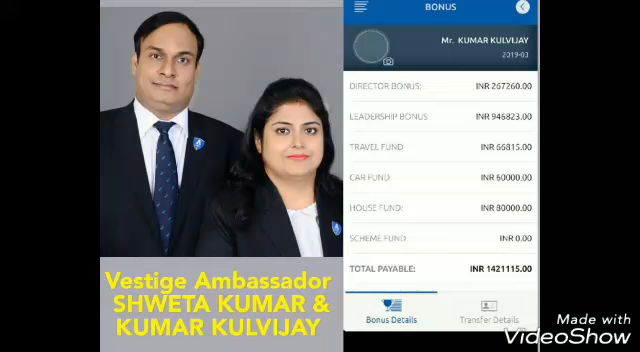 BONUS
Mr. KUMAR KULVIJAY
2019-03
DIRECTOR BONUS: INR 267260.00
LEADERSHIP BONUS INR 946823.00
TRAVEL FUND INR 66815.00
CAR FUND INR 60000.00
HOUSE FUND: INR 80000.00
SCHEME FUND: INR 0.00
TOTAL PAYABLE: INR 1421115.00
Bonus Details Transfer Details
Vestige Ambassador
SHWETA KUMAR &
KUMAR KULVIJAY
Made with
VideoShow